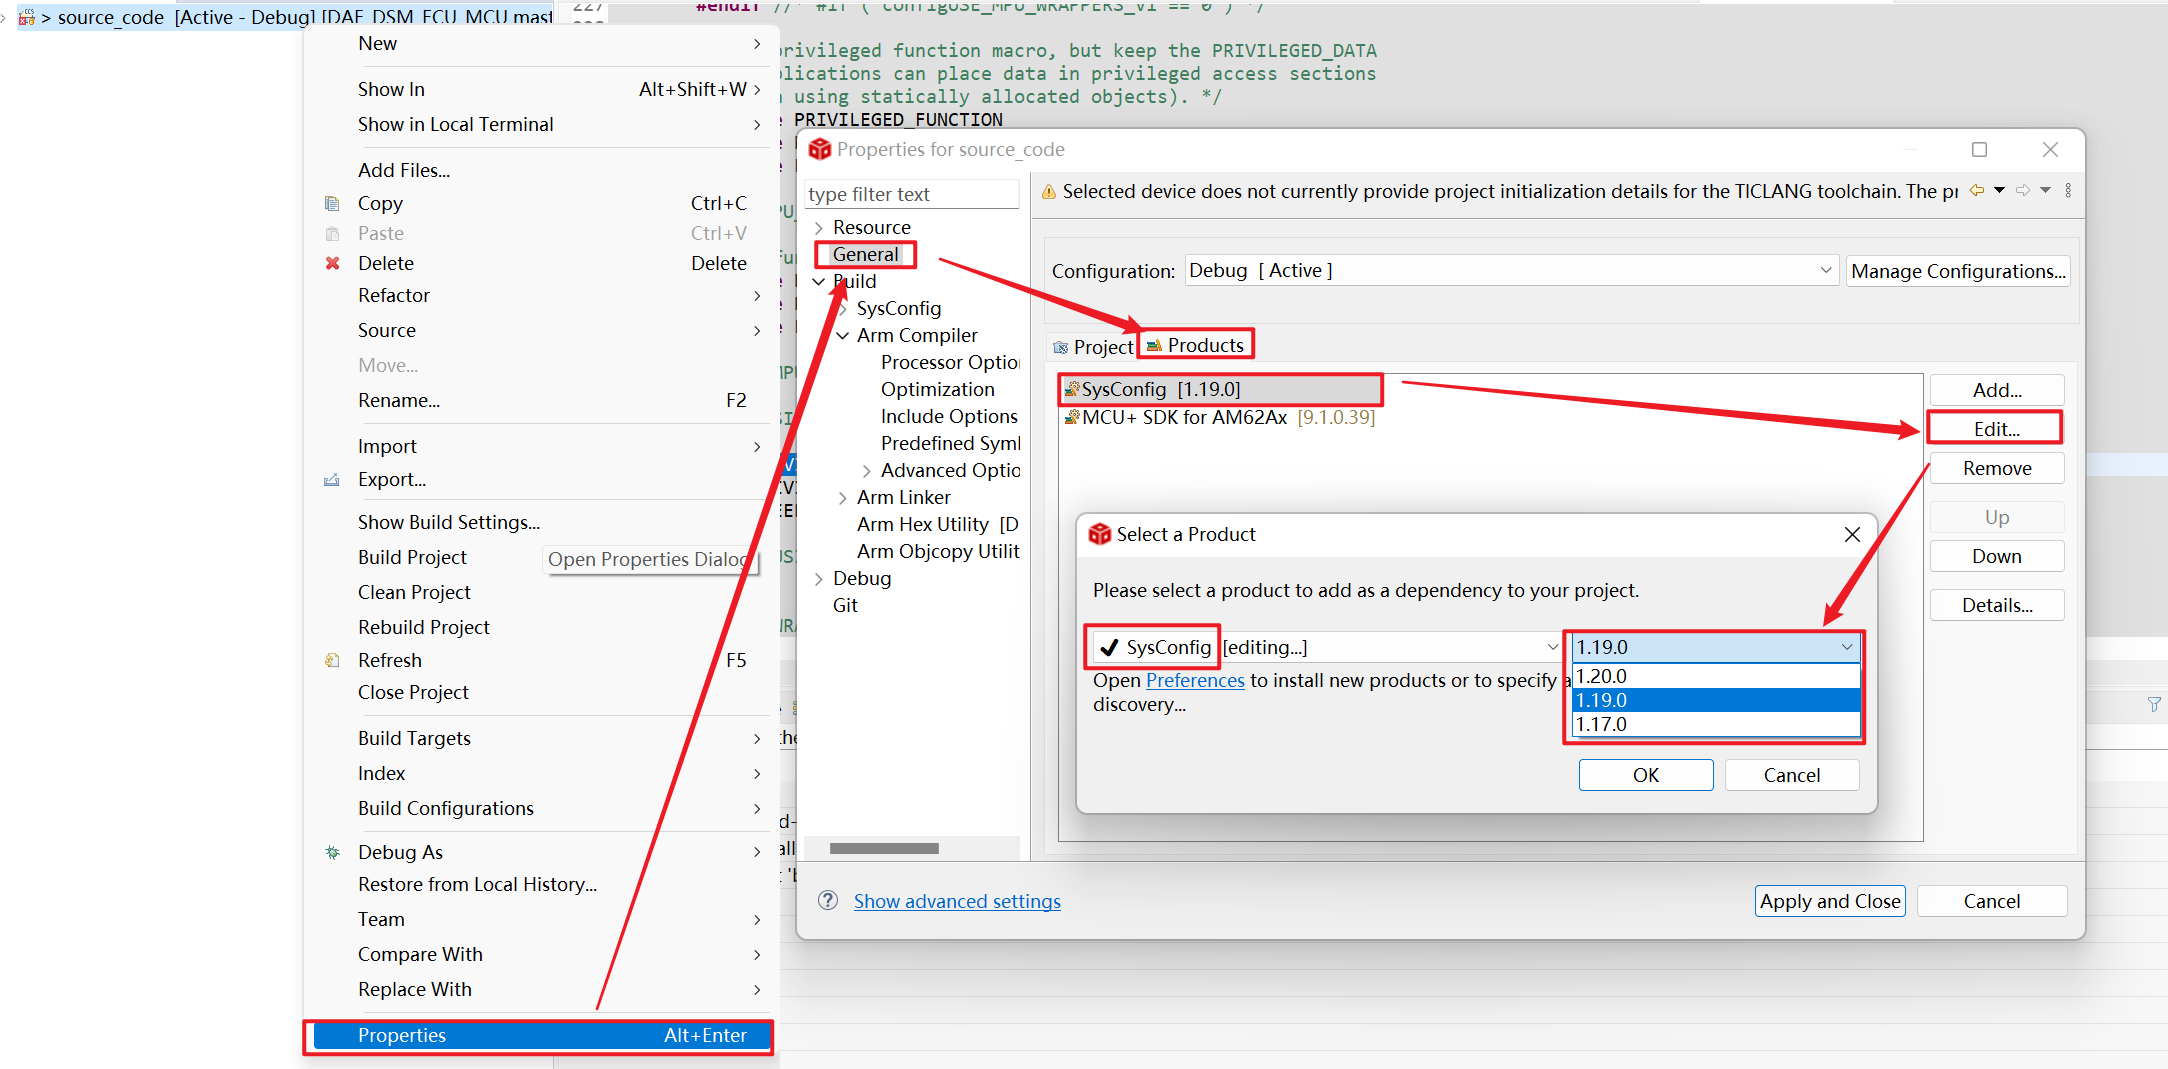 > source_code [Active - Debug] [DAE_DSM_ECU_MCU mast
227
#endif //* #if ( configUSE_MPU_WRAPPERS_V1 == 0 ) */
privileged function macro, but keep the PRIVILEGED_DATA
plications can place data in privileged access sections
using statically allocated objects). */
PRIVILEGED_FUNCTION
New
Show In Alt+Shift+W
Show in Local Terminal
Add Files...
Copy Ctrl+C
Paste Ctrl+V
Delete Delete
Refactor
Source
Move...
Rename... F2
Import
Export...
Show Build Settings...
Build Project
Open Properties Dialog
Clean Project
Rebuild Project
Refresh F5
Close Project
Build Targets
Index
Build Configurations
Debug As
Restore from Local History...
Team
Compare With
Replace With
Properties Alt+Enter
Properties for source_code
type filter text
Resource
General
Build
SysConfig
Arm Compiler
Processor Optio
Optimization
Include Options
Predefined Syml
Advanced Optio
Arm Linker
Arm Hex Utility [D
Arm Objcopy Utilit
Debug
Git
Selected device does not currently provide project initialization details for the TICLANG toolchain. The pr
Configuration: Debug [ Active ] Manage Configurations...
Project Products
SysConfig [1.19.0]
MCU+ SDK for AM62Ax [9.1.0.39]
Add...
Edit...
Remove
Up
Down
Details...
Select a Product
Please select a product to add as a dependency to your project.
SysConfig [editing...] 1.19.0
Open Preferences to install new products or to specify a
discovery...
1.20.0
1.19.0
1.17.0
OK Cancel
Show advanced settings
Apply and Close Cancel